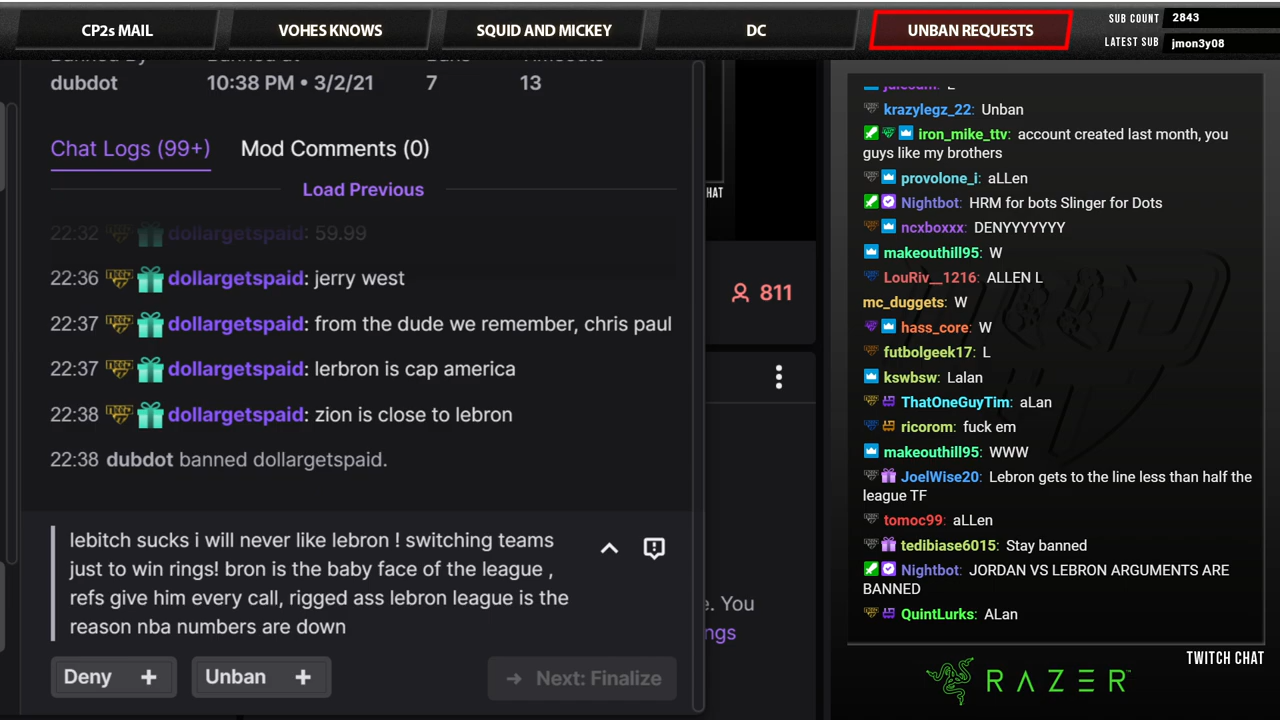 CP2s MAIL
VOHES KNOWS
SQUID AND MICKEY
DC
UNBAN REQUESTS
SUB COUNT 2843
LATEST SUB jmon3y08
dubdot
10:38 PM • 3/2/21
7
13
Chat Logs (99+)
Mod Comments (0)
Load Previous
22:32 dollargetspaid: 59.99
22:36 dollargetspaid: jerry west
22:37 dollargetspaid: from the dude we remember, chris paul
22:37 dollargetspaid: lerbron is cap america
22:38 dollargetspaid: zion is close to lebron
22:38 dubdot banned dollargetspaid.
lebitch sucks i will never like lebron ! switching teams
just to win rings! bron is the baby face of the league ,
refs give him every call, rigged ass lebron league is the
reason nba numbers are down
Deny +
Unban +
→ Next: Finalize
HAT
811
e. You
ngs
krazylegz_22: Unban
iron_mike_ttv: account created last month, you
guys like my brothers
provolone_i: aLLen
Nightbot: HRM for bots Slinger for Dots
ncxboxxx: DENYYYYYYY
makeouthill95: W
LouRiv__1216: ALLEN L
mc_duggets: W
hass_core: W
futbolgeek17: L
kswbsw: Lalan
ThatOneGuyTim: aLan
ricorom: fuck em
makeouthill95: WWW
JoelWise20: Lebron gets to the line less than half the
league TF
tomoc99: aLLen
tedibiase6015: Stay banned
Nightbot: JORDAN VS LEBRON ARGUMENTS ARE
BANNED
QuintLurks: ALan
TWITCH CHAT
RAZER